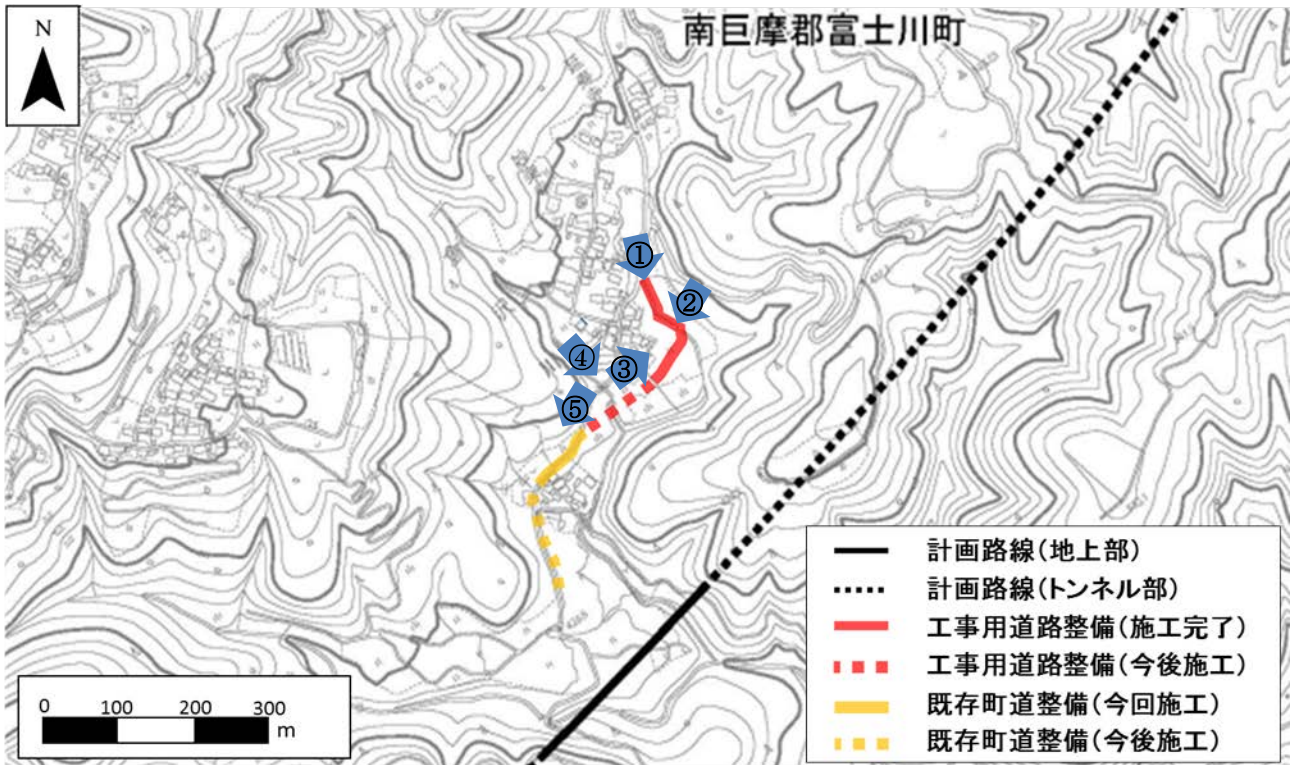 南巨摩郡富士川町
N
①
②
③
④
⑤
計画路線(地上部)
計画路線(トンネル部)
工事用道路整備(施工完了)
工事用道路整備(今後施工)
既存町道整備(今回施工)
既存町道整備(今後施工)
0 100 200 300
m